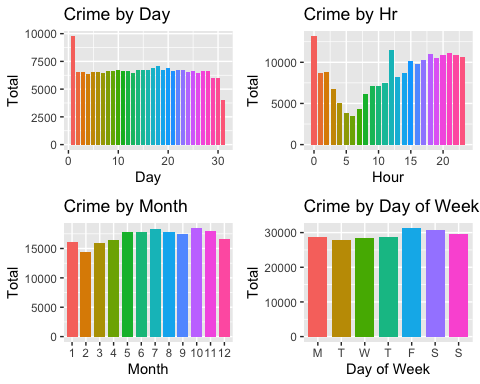 Crime by Day
Total
10000
7500
5000
2500
0
0 10 20 30
Day
Crime by Hr
Total
10000
5000
0
0 5 10 15 20
Hour
Crime by Month
Total
15000
10000
5000
0
1 2 3 4 5 6 7 8 9 10 11 12
Month
Crime by Day of Week
Total
30000
20000
10000
0
M T W T F S S
Day of Week